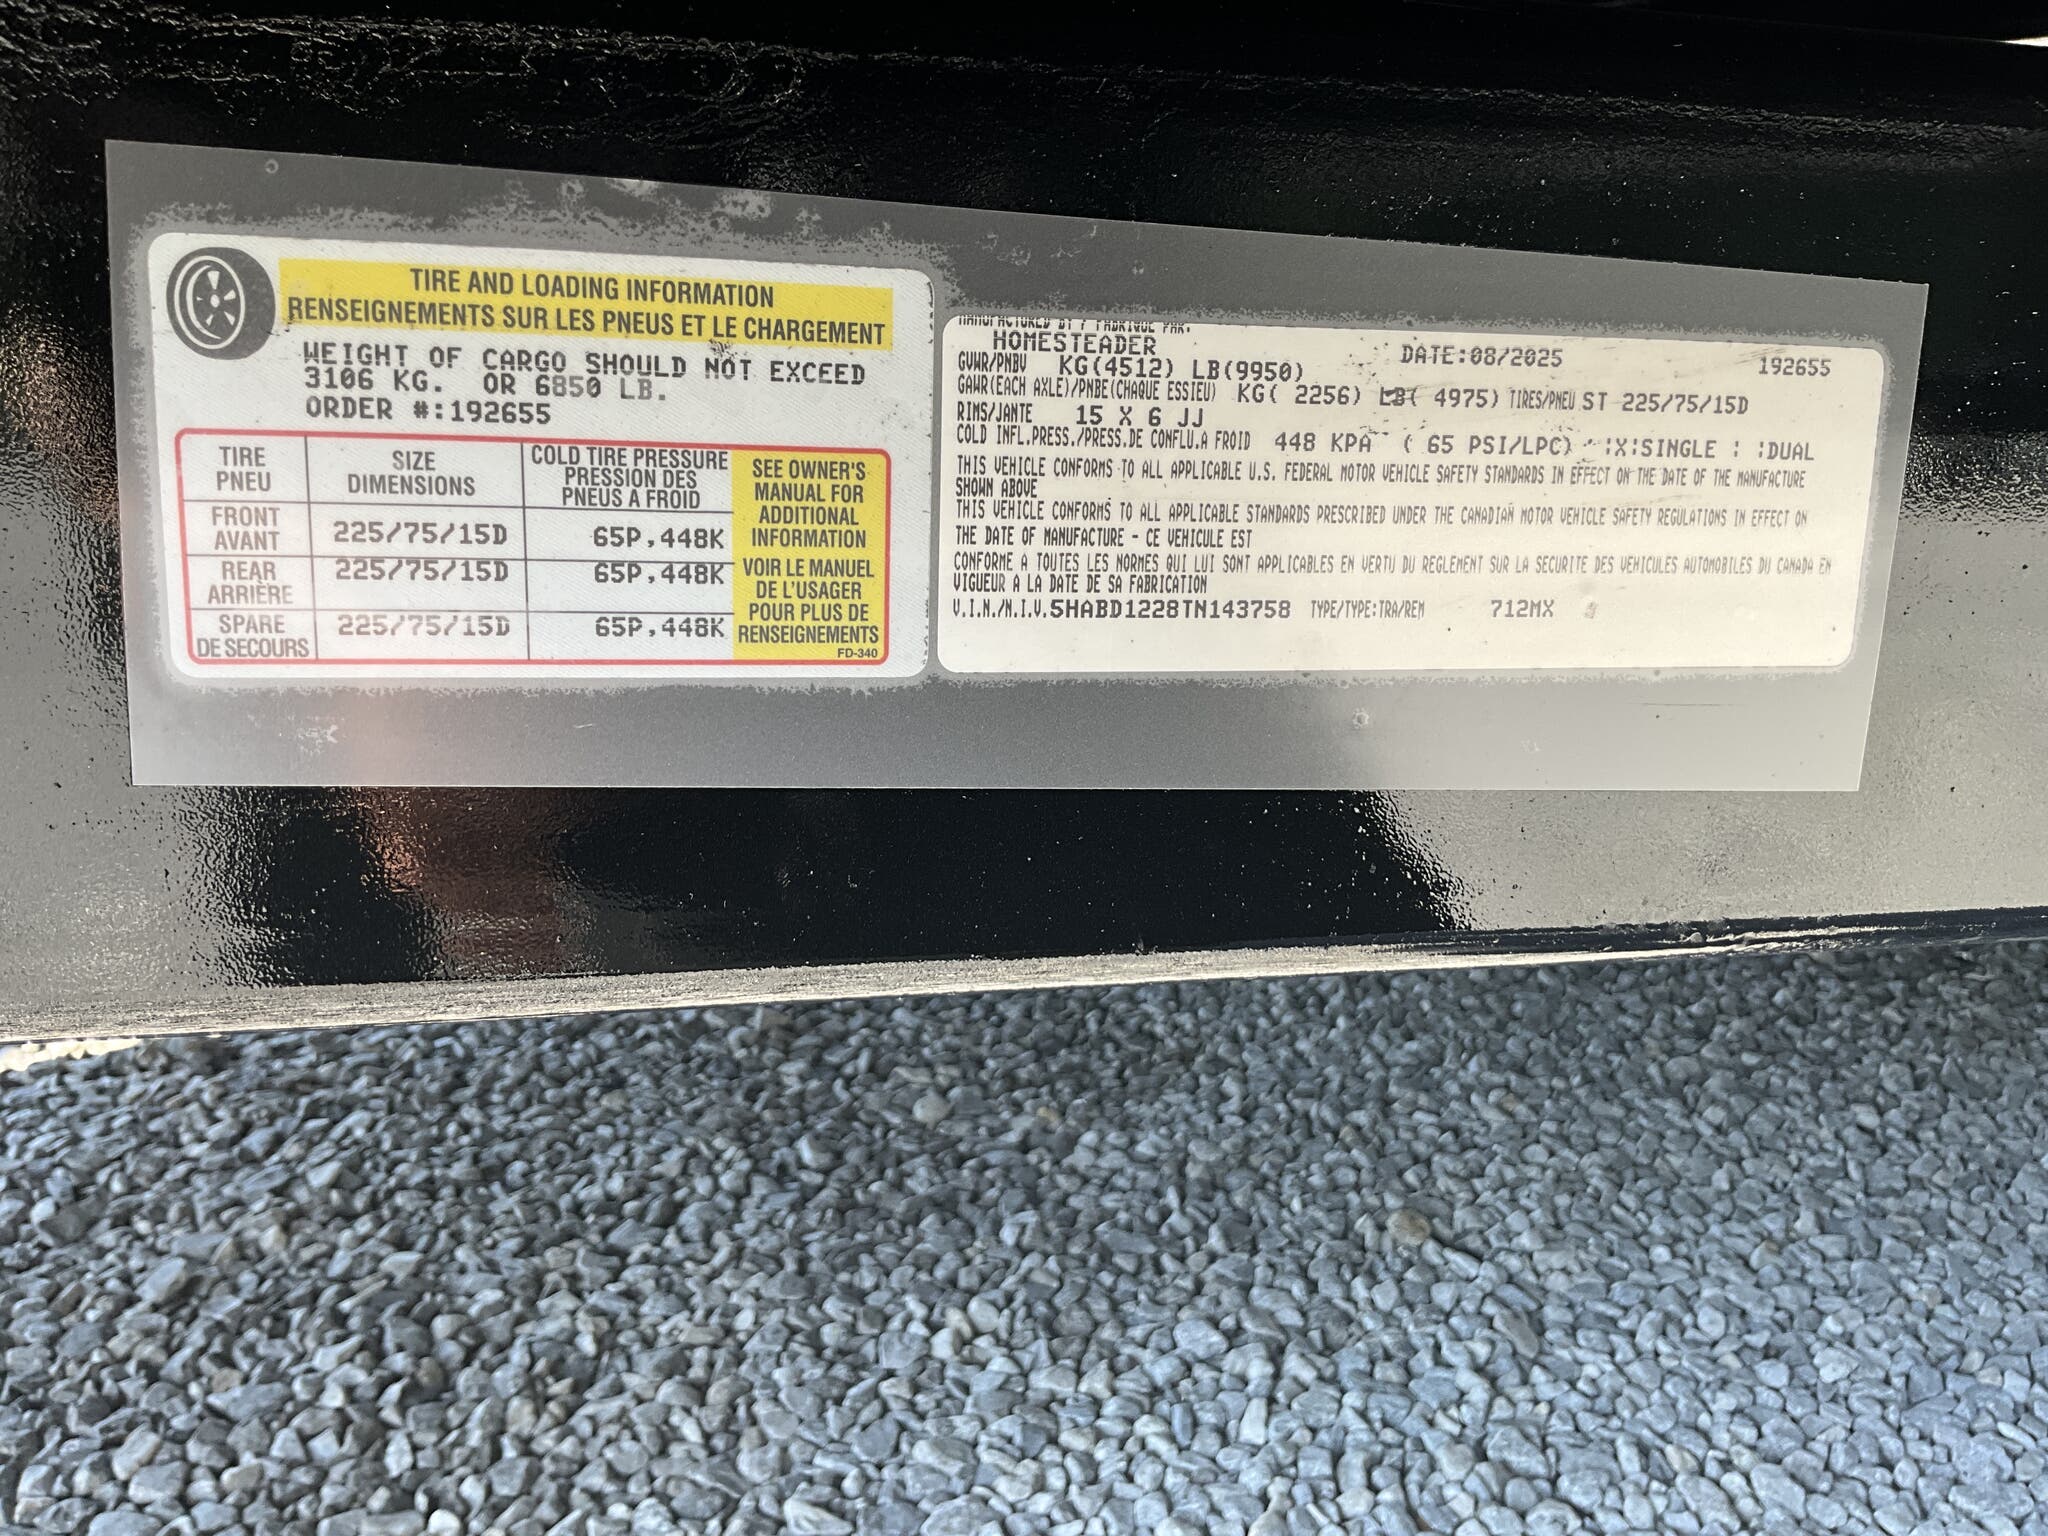 TIRE AND LOADING INFORMATION
RENSEIGNEMENTS SUR LES PNEUS ET LE CHARGEMENT
WEIGHT OF CARGO SHOULD NOT EXCEED
3106 KG. OR 6850 LB.
ORDER #:192655
TIRE
PNEU
SIZE
DIMENSIONS
COLD TIRE PRESSURE
PRESSION DES
PNEUS A FROID
FRONT
AVANT
225/75/15D
65P,448K
REAR
ARRIÈRE
225/75/15D
65P,448K
SPARE
DE SECOURS
225/75/15D
65P,448K
SEE OWNER'S
MANUAL FOR
ADDITIONAL
INFORMATION
VOIR LE MANUEL
DE L'USAGER
POUR PLUS DE
RENSEIGNEMENTS
FD-340
MANUFACTURED BY / FABRIQUE PAR:
HOMESTEADER DATE:08/2025 192655
GVWR/PNBV KG(4512) LB(9950)
GAWR(EACH AXLE)/PNBE(CHAQUE ESSIEU) KG( 2256) LB( 4975) TIRES/PNEU ST 225/75/15D
RIMS/JANTE 15 X 6 JJ
COLD INFL.PRESS./PRESS.DE CONFLU.A FROID 448 KPA ( 65 PSI/LPC) :X:SINGLE : :DUAL
THIS VEHICLE CONFORMS TO ALL APPLICABLE U.S. FEDERAL MOTOR VEHICLE SAFETY STANDARDS IN EFFECT ON THE DATE OF THE MANUFACTURE
SHOWN ABOVE
THIS VEHICLE CONFORMS TO ALL APPLICABLE STANDARDS PRESCRIBED UNDER THE CANADIAN MOTOR VEHICLE SAFETY REGULATIONS IN EFFECT ON
THE DATE OF MANUFACTURE - CE VEHICULE EST
CONFORME A TOUTES LES NORMES QUI LUI SONT APPLICABLES EN VERTU DU REGLEMENT SUR LA SECURITE DES VEHICULES AUTOMOBILES DU CANADA EN
VIGUEUR A LA DATE DE SA FABRICATION
V.I.N./N.I.V.5HABD1228TN143758 TYPE/TYPE:TRA/REM 712MX